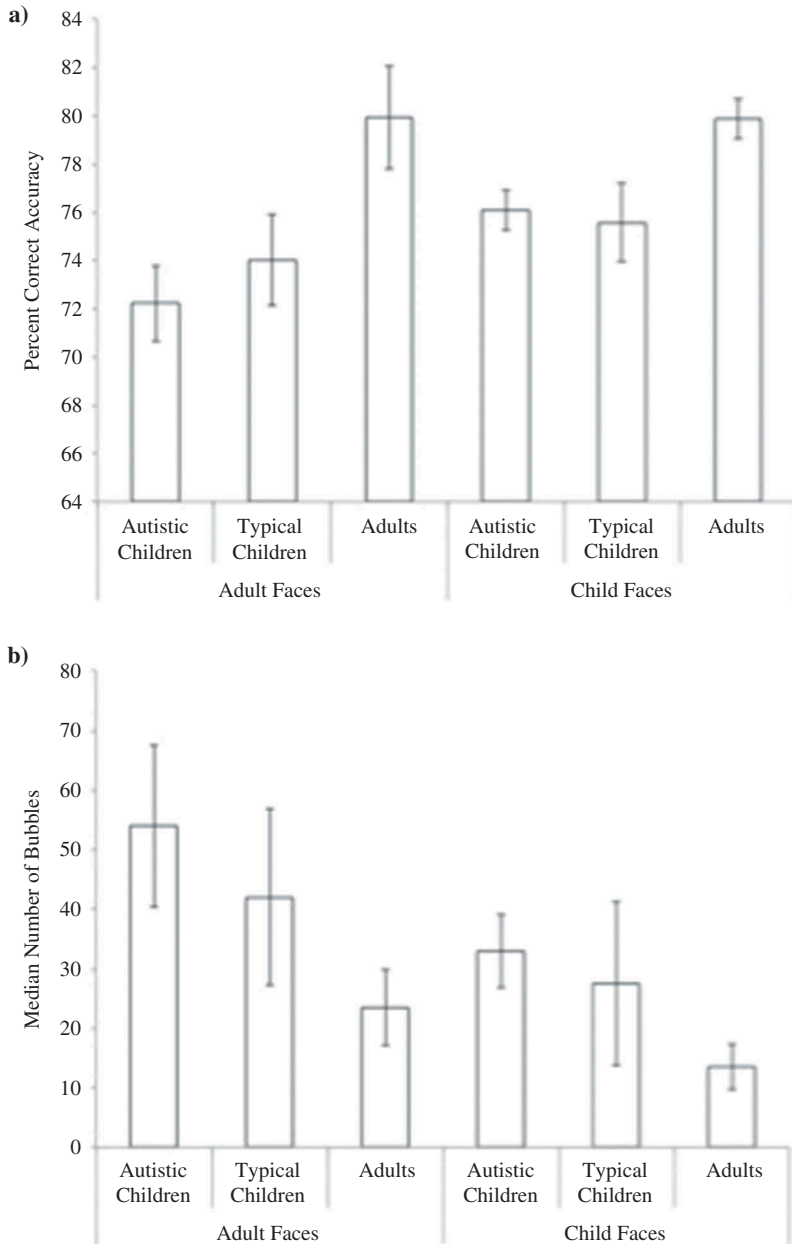 a)
84
82
80
78
76
74
72
70
68
66
64
Percent Correct Accuracy
Autistic Children
Typical Children
Adults
Autistic Children
Typical Children
Adults
Adult Faces
Child Faces
b)
80
70
60
50
40
30
20
10
0
Median Number of Bubbles
Autistic Children
Typical Children
Adults
Autistic Children
Typical Children
Adults
Adult Faces
Child Faces